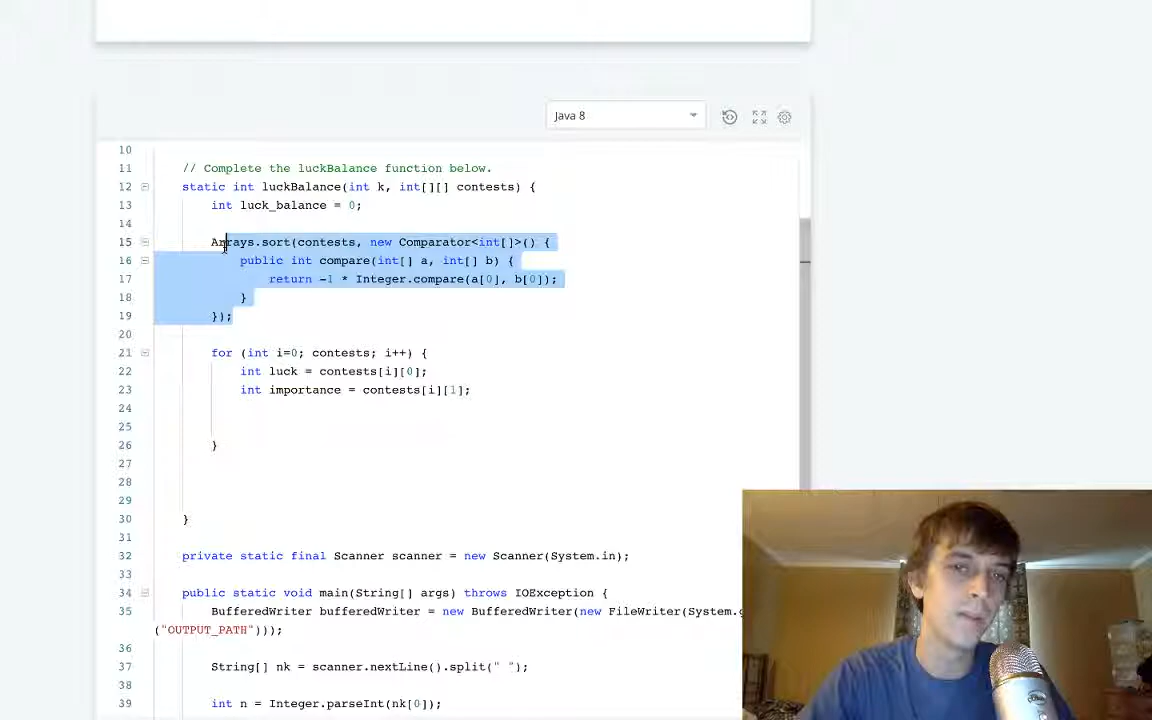 Java 8
10
11 // Complete the luckBalance function below.
12 static int luckBalance(int k, int[][] contests) {
13 int luck_balance = 0;
14
15 Arrays.sort(contests, new Comparator<int[]>() {
16 public int compare(int[] a, int[] b) {
17 return -1 * Integer.compare(a[0], b[0]);
18 }
19 });
20
21 for (int i=0; contests; i++) {
22 int luck = contests[i][0];
23 int importance = contests[i][1];
24
25
26 }
27
28
29
30 }
31
32 private static final Scanner scanner = new Scanner(System.in);
33
34 public static void main(String[] args) throws IOException {
35 BufferedWriter bufferedWriter = new BufferedWriter(new FileWriter(System.g
("OUTPUT_PATH")));
36
37 String[] nk = scanner.nextLine().split(" ");
38
39 int n = Integer.parseInt(nk[0]);